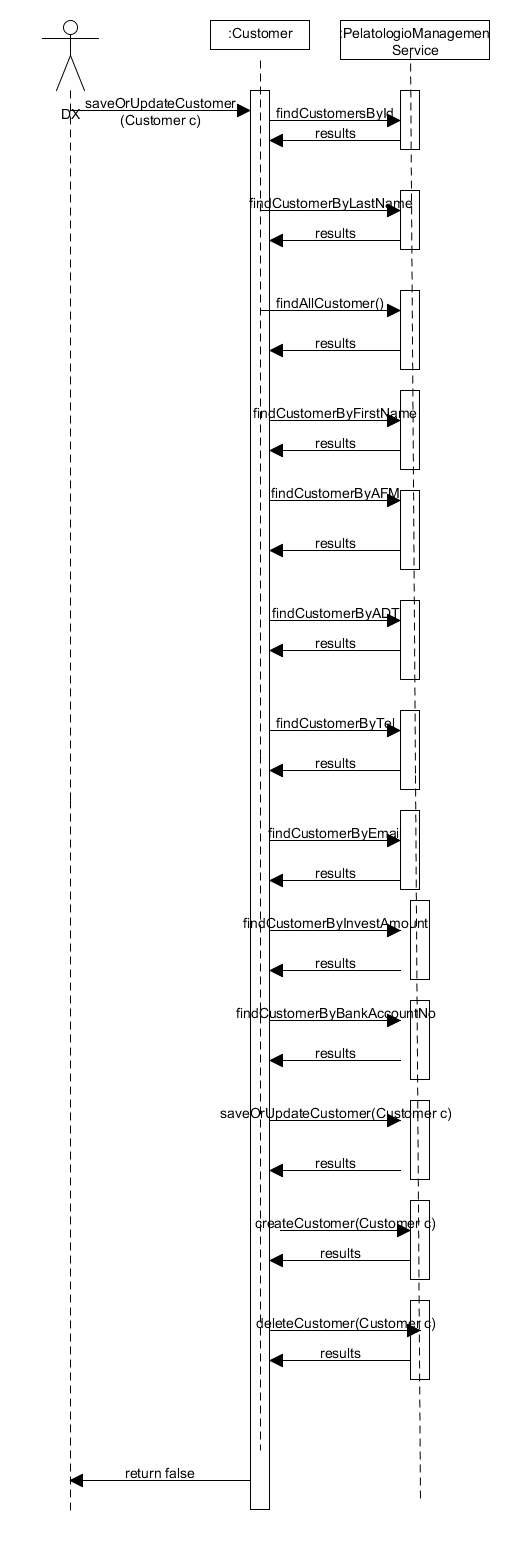 :Customer
:PelatologioManagemen
Service
DX
saveOrUpdateCustomer
(Customer c)
findCustomersById
results
findCustomerByLastName
results
findAllCustomer()
results
findCustomerByFirstName
results
findCustomerByAFM
results
findCustomerByADT
results
findCustomerByTel
results
findCustomerByEmai
results
findCustomerByInvestAmount
results
findCustomerByBankAccountNo
results
saveOrUpdateCustomer(Customer c)
results
createCustomer(Customer c)
results
deleteCustomer(Customer c)
results
return false